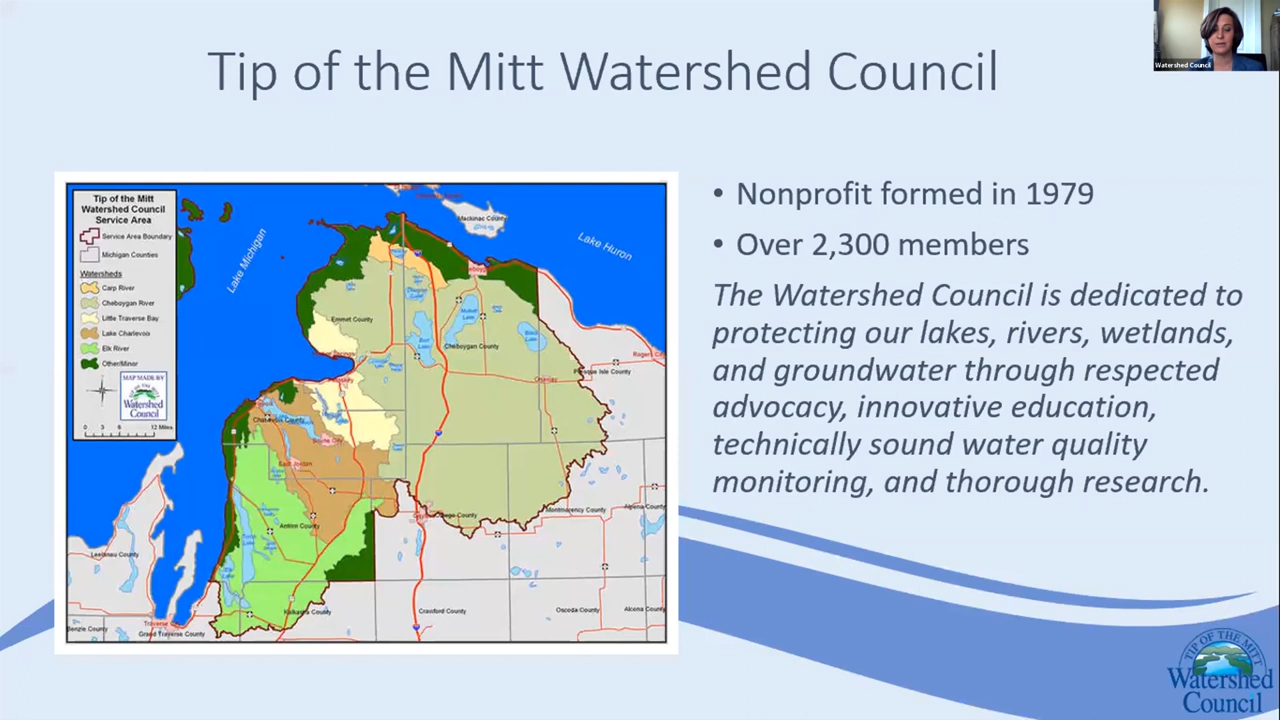 Tip of the Mitt Watershed Council
Watershed Council
Tip of the Mitt
Watershed Council
Service Area
Service Area Boundary
Michigan Counties
Watersheds
Carp River
Cheboygan River
Little Traverse Bay
Lake Charlevoix
Elk River
Other/Minor
MAP MADE BY
Watershed
Council
0 3 6 12 Miles
Lake Michigan
Lake Huron
Mackinac County
Emmet County
Cheboygan County
Presque Isle County
Charlevoix County
East Jordan
Antrim County
Otsego County
Montmorency County
Alpena County
Leelanau County
Kalkaska County
Crawford County
Oscoda County
Alcona County
Benzie County
Grand Traverse County
• Nonprofit formed in 1979
• Over 2,300 members
The Watershed Council is dedicated to
protecting our lakes, rivers, wetlands,
and groundwater through respected
advocacy, innovative education,
technically sound water quality
monitoring, and thorough research.
TIP OF THE MITT
Watershed
Council